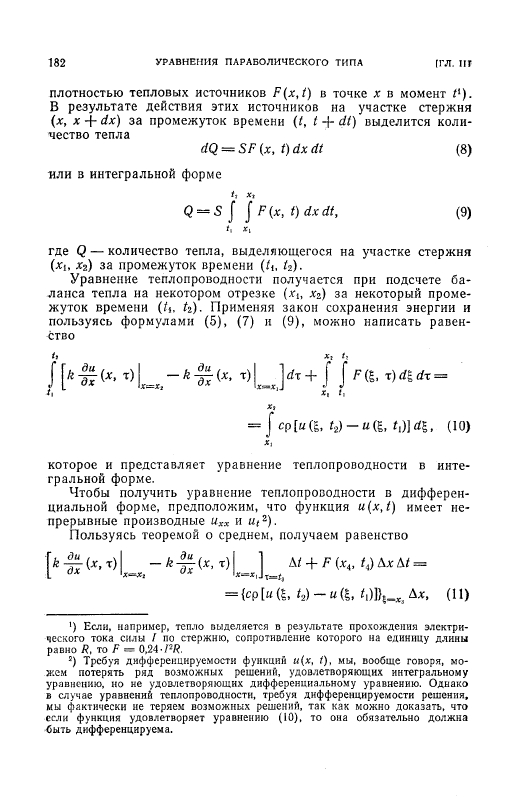 182 УРАВНЕНИЯ ПАРАБОЛИЧЕСКОГО ТИПА [ГЛ. III
плотностью тепловых источников F(x, t) в точке x в момент t¹).
В результате действия этих источников на участке стержня
(x, x + dx) за промежуток времени (t, t + dt) выделится коли-
чество тепла
dQ = SF (x, t) dx dt (8)
или в интегральной форме
Q = S ∫_{t₁}^{t₂} ∫_{x₁}^{x₂} F(x, t) dx dt, (9)
где Q — количество тепла, выделяющегося на участке стержня
(x₁, x₂) за промежуток времени (t₁, t₂).
Уравнение теплопроводности получается при подсчете ба-
ланса тепла на некотором отрезке (x₁, x₂) за некоторый проме-
жуток времени (t₁, t₂). Применяя закон сохранения энергии и
пользуясь формулами (5), (7) и (9), можно написать равен-
ство
∫_{t₁}^{t₂} [k ∂u/∂x (x, τ)|_{x=x₂} − k ∂u/∂x (x, τ)|_{x=x₁}] dτ + ∫_{x₁}^{x₂} ∫_{t₁}^{t₂} F(ξ, τ) dξ dτ =
= ∫_{x₁}^{x₂} cρ [u (ξ, t₂) − u (ξ, t₁)] dξ, (10)
которое и представляет уравнение теплопроводности в инте-
гральной форме.
Чтобы получить уравнение теплопроводности в дифферен-
циальной форме, предположим, что функция u(x, t) имеет не-
прерывные производные uₓₓ и uₜ²).
Пользуясь теоремой о среднем, получаем равенство
[k ∂u/∂x (x, τ)|_{x=x₂} − k ∂u/∂x (x, τ)|_{x=x₁}]_{τ=t₃} Δt + F (x₄, t₄) Δx Δt =
= {cρ [u (ξ, t₂) − u (ξ, t₁)]}_{ξ=x₃} Δx, (11)
¹) Если, например, тепло выделяется в результате прохождения электри-
ческого тока силы I по стержню, сопротивление которого на единицу длины
равно R, то F = 0,24·I²R.
²) Требуя дифференцируемости функций u(x, t), мы, вообще говоря, мо-
жем потерять ряд возможных решений, удовлетворяющих интегральному
уравнению, но не удовлетворяющих дифференциальному уравнению. Однако
в случае уравнений теплопроводности, требуя дифференцируемости решения,
мы фактически не теряем возможных решений, так как можно доказать, что
если функция удовлетворяет уравнению (10), то она обязательно должна
быть дифференцируема.